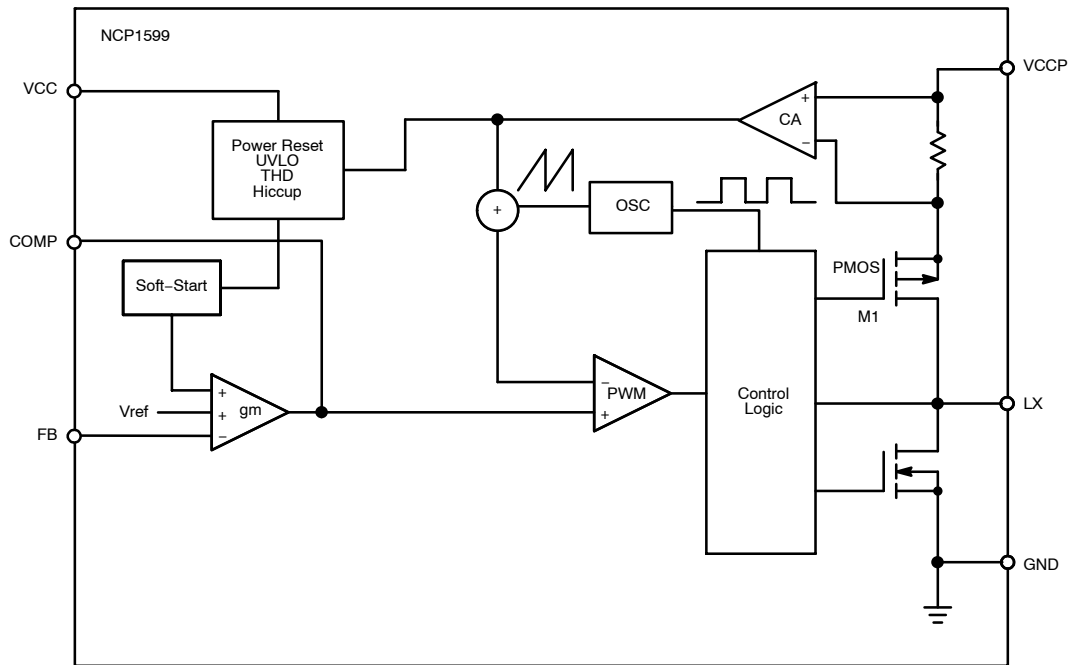 NCP1599
VCC
VCCP
+
CA
−
Power Reset
UVLO
THD
Hiccup
+
OSC
COMP
PMOS
M1
Soft−Start
+
gm
Vref
+
−
FB
−
PWM
+
Control
Logic
LX
GND